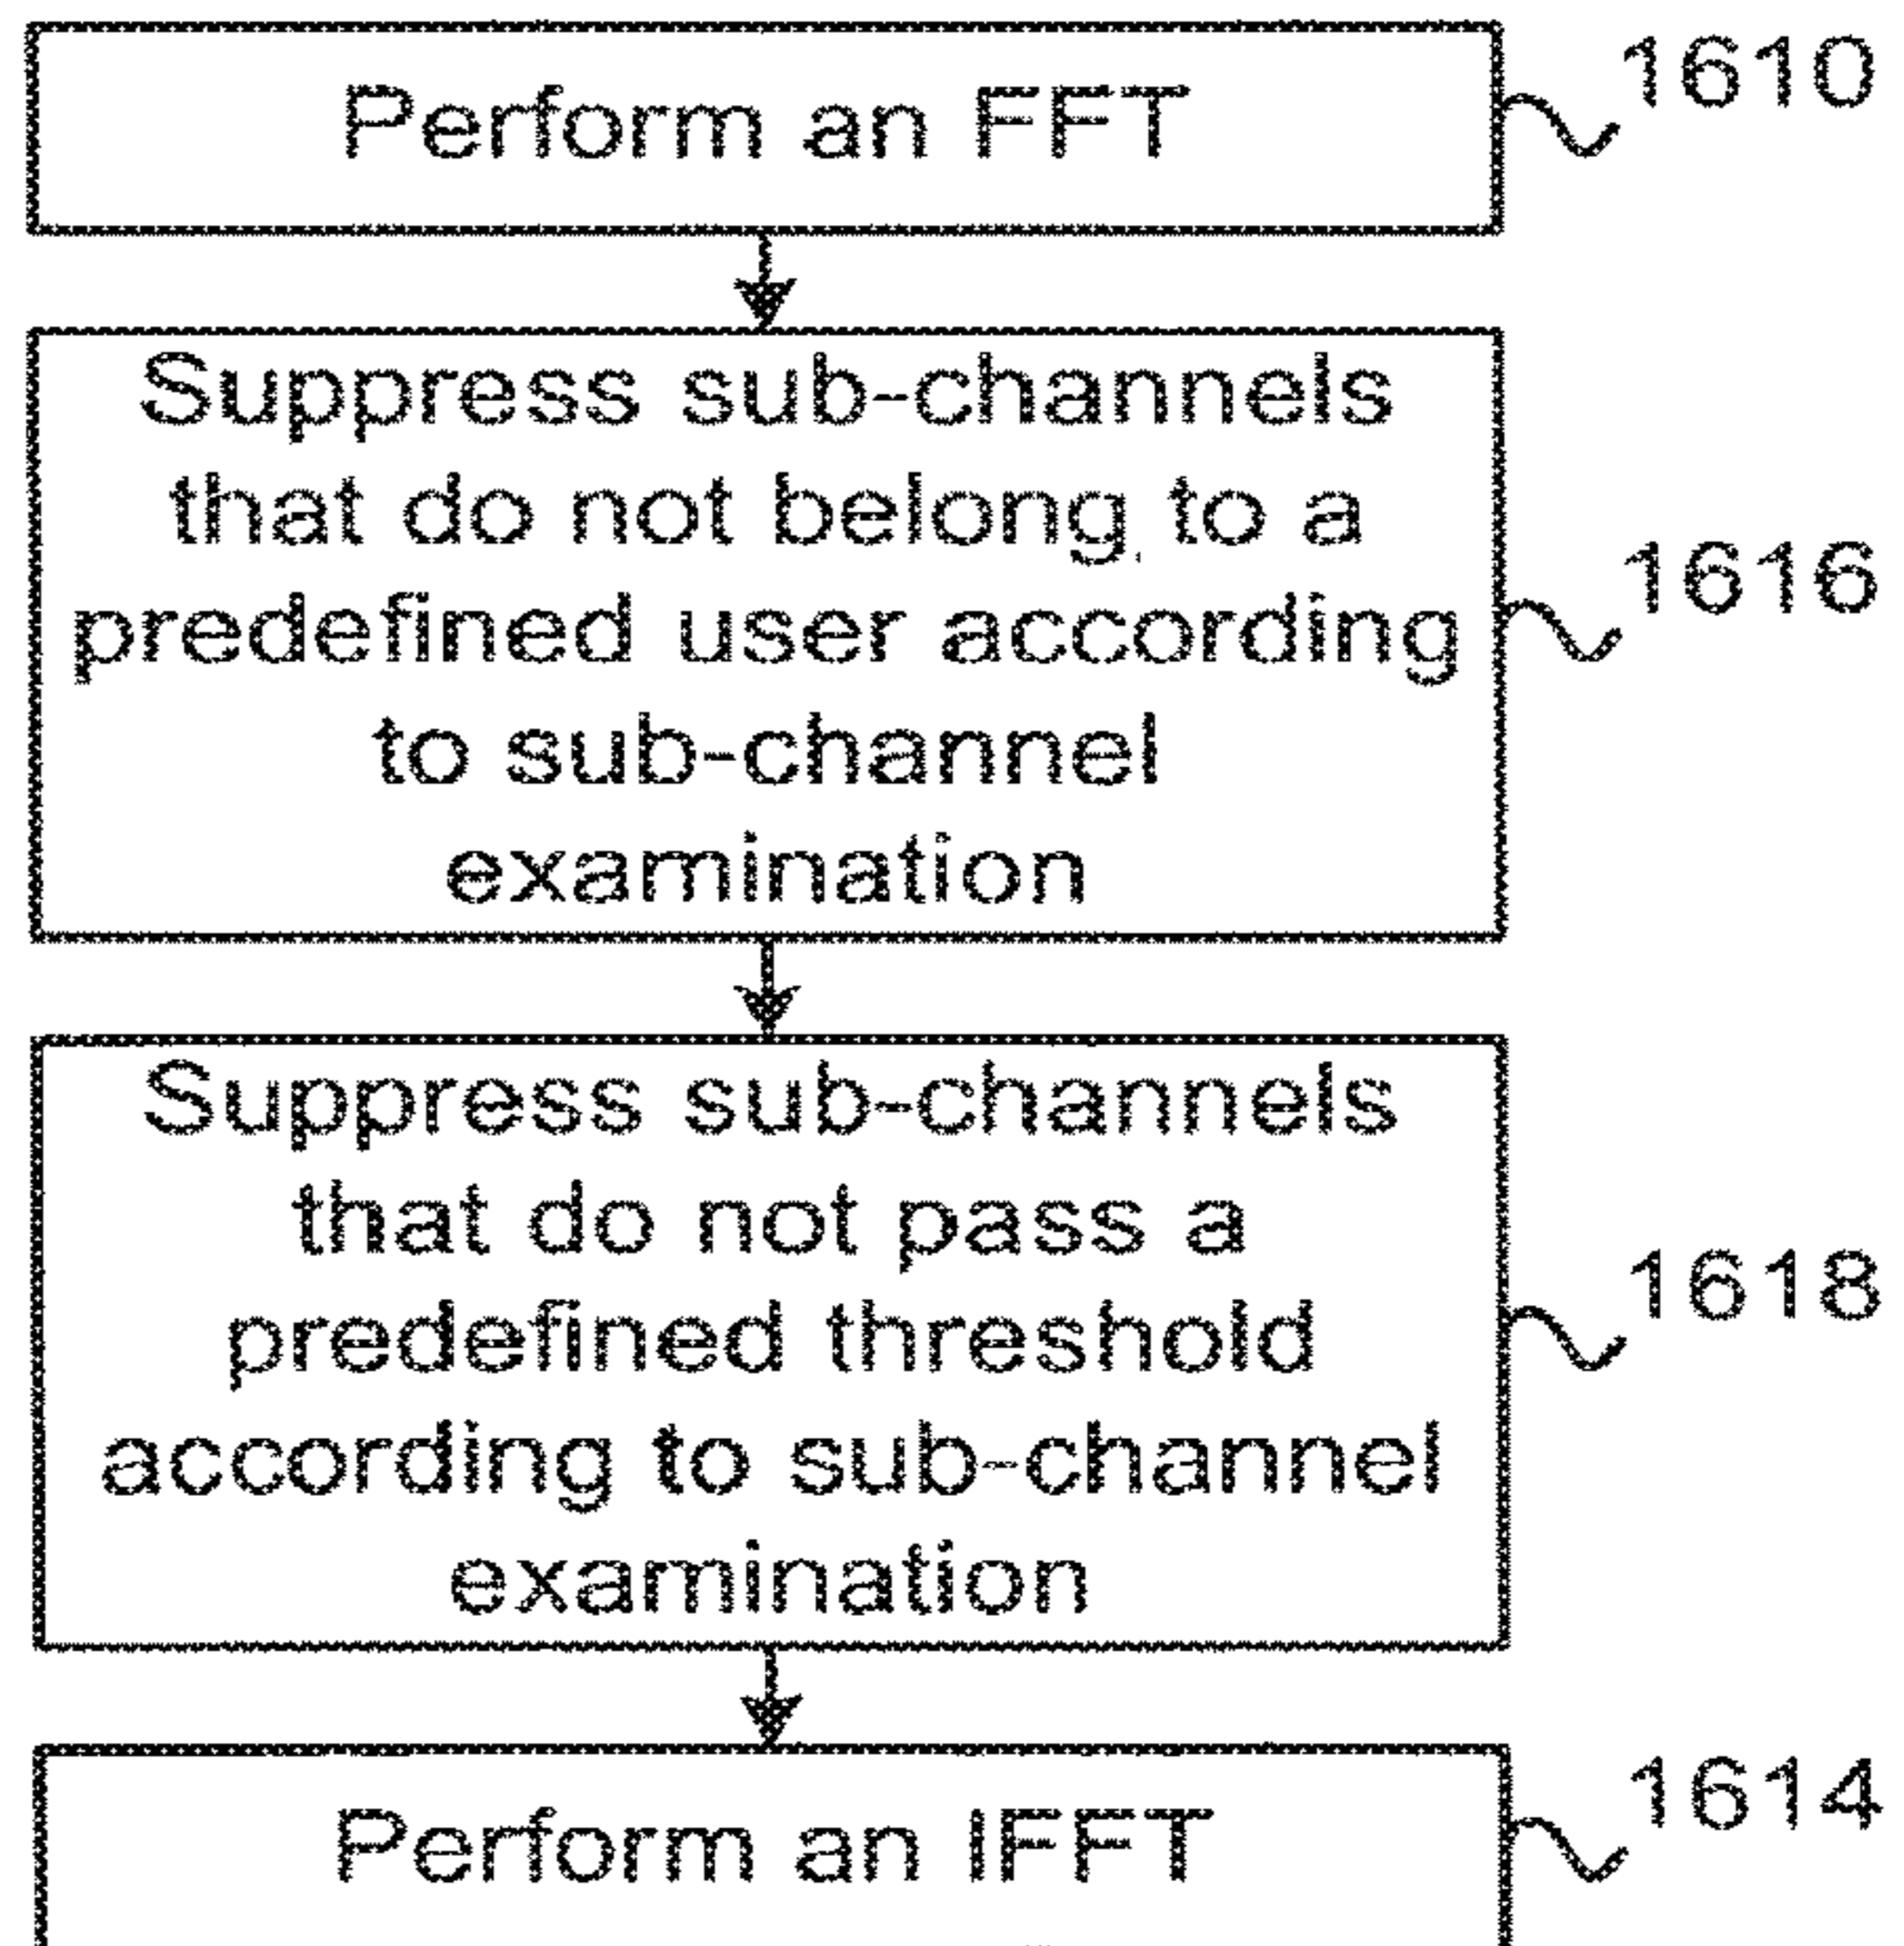 Perform an FFT
1610
Suppress sub-channels
that do not belong to a
predefined user according
to sub-channel
examination
1616
Suppress sub-channels
that do not pass a
predefined threshold
according to sub-channel
examination
1618
Perform an IFFT
1614